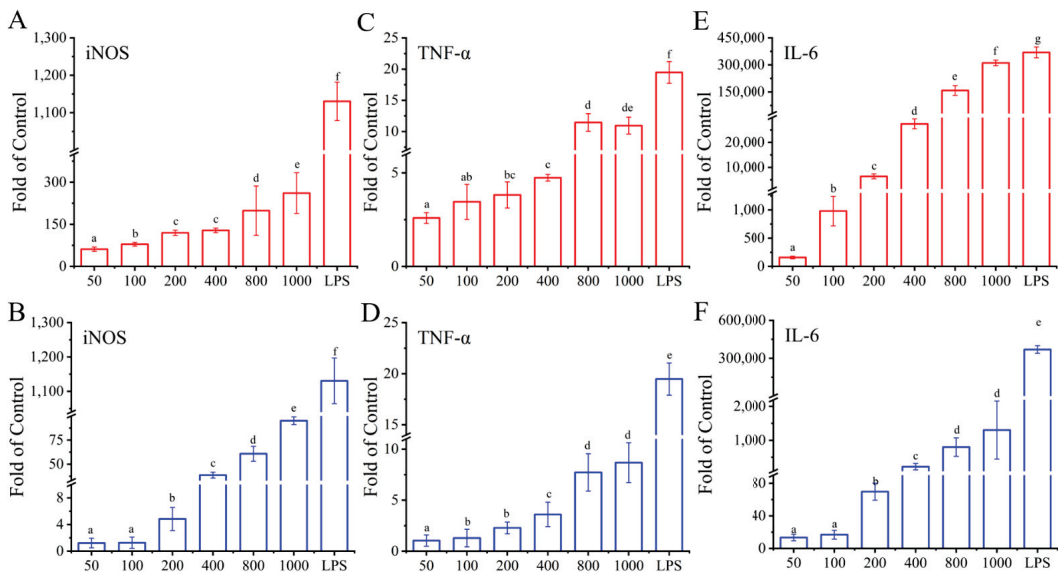 A
iNOS
Fold of Control
1,300
1,200
1,100
300
150
0
a
b
c
c
d
e
f
50 100 200 400 800 1000 LPS
C
TNF-α
Fold of Control
25
20
15
10
5
0
a
ab
bc
c
d
de
f
50 100 200 400 800 1000 LPS
E
IL-6
Fold of Control
450,000
300,000
150,000
20,000
10,000
1,000
500
0
a
b
c
d
e
f
g
50 100 200 400 800 1000 LPS
B
iNOS
Fold of Control
1,300
1,200
1,100
75
50
8
4
2
0
a
a
b
c
d
e
f
50 100 200 400 800 1000 LPS
D
TNF-α
Fold of Control
25
20
15
10
5
0
a
b
b
c
d
d
e
50 100 200 400 800 1000 LPS
F
IL-6
Fold of Control
600,000
300,000
2,000
1,000
80
40
0
a
a
b
c
d
d
e
50 100 200 400 800 1000 LPS